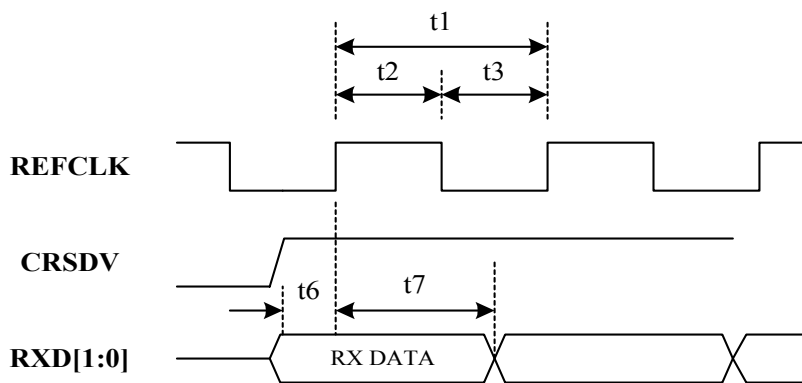 t1
t2 t3
REFCLK
CRSDV
t6 t7
RXD[1:0] RX DATA